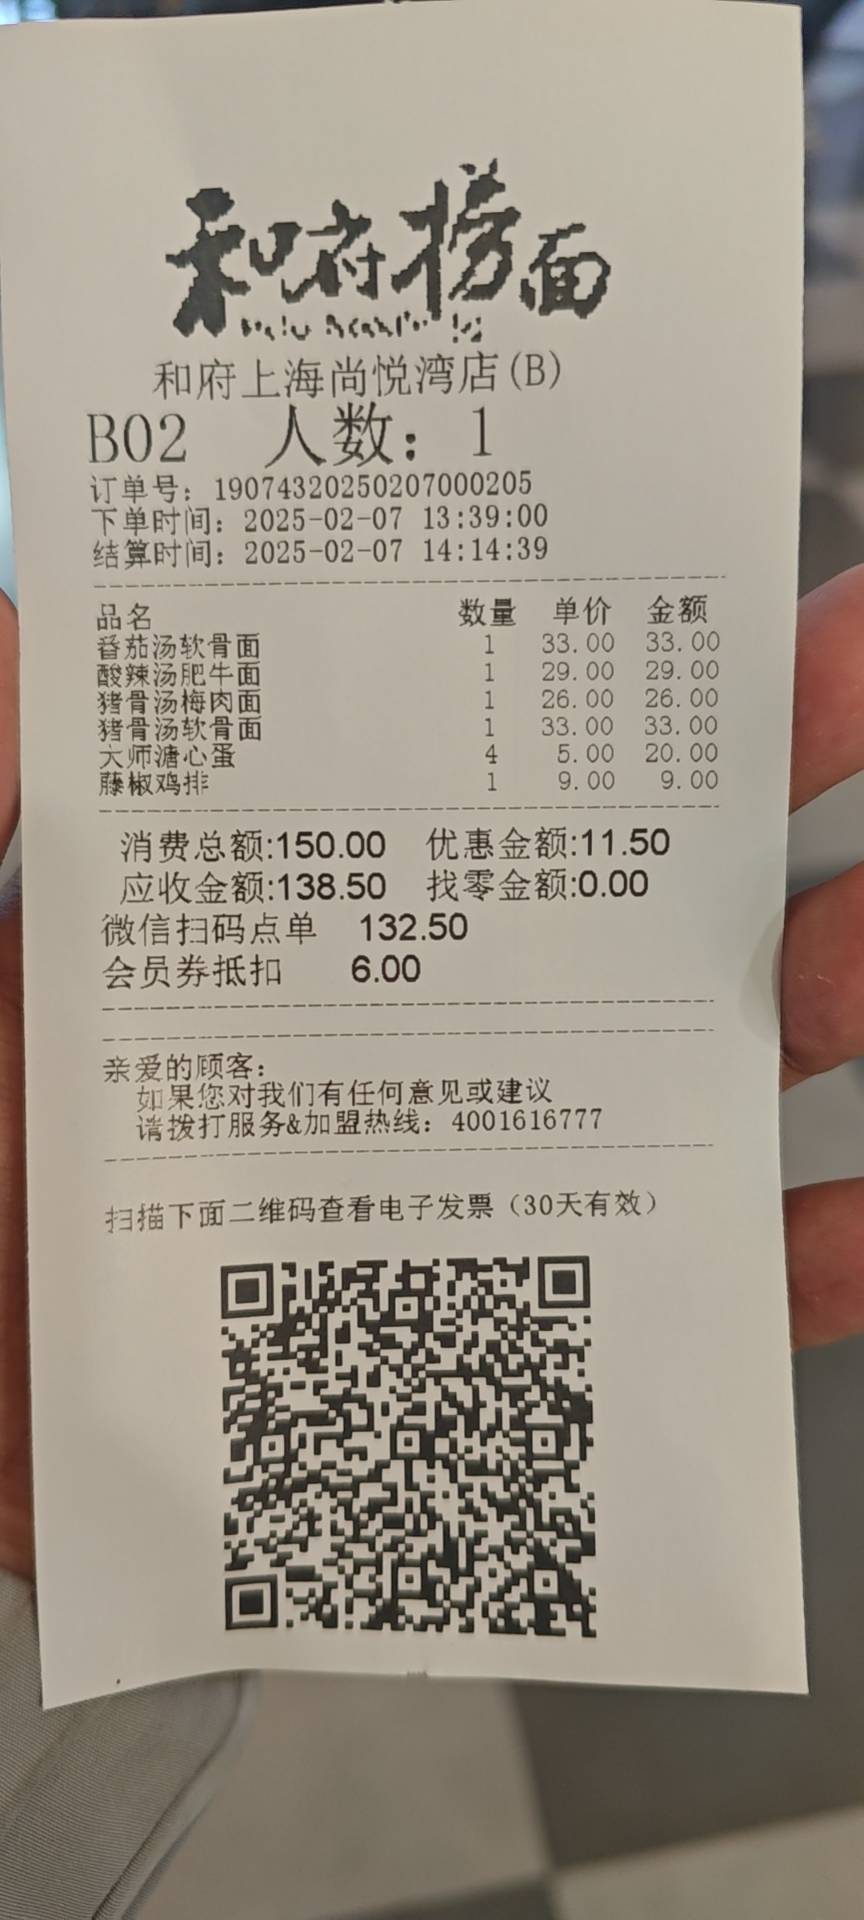 和府捞面
和府上海尚悦湾店(B)
B02 人数：1
订单号：19074320250207000205
下单时间：2025-02-07 13:39:00
结算时间：2025-02-07 14:14:39
品名 数量 单价 金额
番茄汤软骨面 1 33.00 33.00
酸辣汤肥牛面 1 29.00 29.00
猪骨汤梅肉面 1 26.00 26.00
猪骨汤软骨面 1 33.00 33.00
大师溏心蛋 4 5.00 20.00
藤椒鸡排 1 9.00 9.00
消费总额:150.00 优惠金额:11.50
应收金额:138.50 找零金额:0.00
微信扫码点单 132.50
会员券抵扣 6.00
亲爱的顾客：
如果您对我们有任何意见或建议
请拨打服务&加盟热线：4001616777
扫描下面二维码查看电子发票（30天有效）